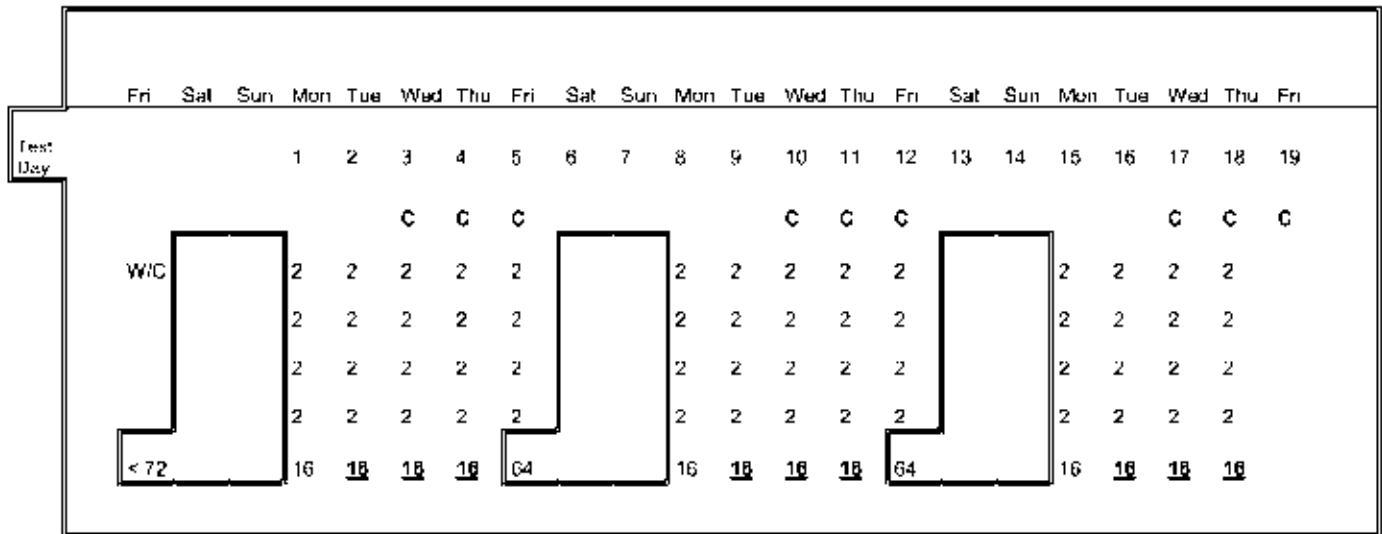 Fri Sat Sun Mon Tue Wed Thu Fri Sat Sun Mon Tue Wed Thu Fri Sat Sun Mon Tue Wed Thu Fri
Test
Day
1 2 3 4 5 6 7 8 9 10 11 12 13 14 15 16 17 18 19
C C C C C C C C C
W/C 2 2 2 2 2 2 2 2 2 2 2 2 2 2
2 2 2 2 2 2 2 2 2 2 2 2 2 2
2 2 2 2 2 2 2 2 2 2 2 2 2 2
2 2 2 2 2 2 2 2 2 2 2 2 2 2
< 72 16 16 16 16 64 16 16 16 16 64 16 16 16 16